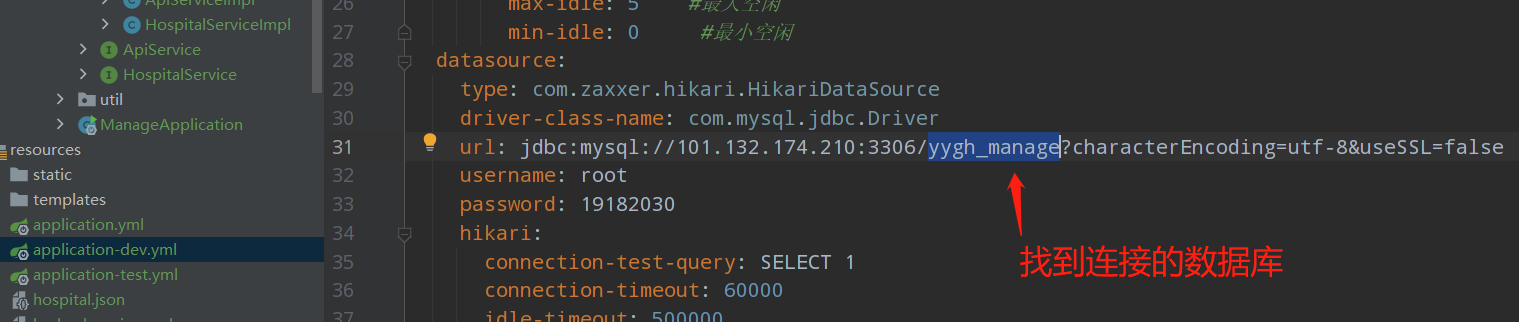 ApiServiceImpl
HospitalServiceImpl
ApiService
HospitalService
util
ManageApplication
resources
static
templates
application.yml
application-dev.yml
application-test.yml
hospital.json
26 max-idle: 5 #最大空闲
27 min-idle: 0 #最小空闲
28 datasource:
29 type: com.zaxxer.hikari.HikariDataSource
30 driver-class-name: com.mysql.jdbc.Driver
31 url: jdbc:mysql://101.132.174.210:3306/yygh_manage?characterEncoding=utf-8&useSSL=false
32 username: root
33 password: 19182030
34 hikari:
35 connection-test-query: SELECT 1
36 connection-timeout: 60000
37 idle-timeout: 500000
找到连接的数据库